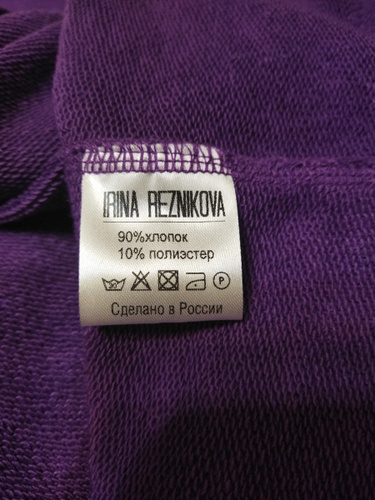 IRINA REZNIKOVA
90%хлопок
10% полиэстер
P
Сделано в России